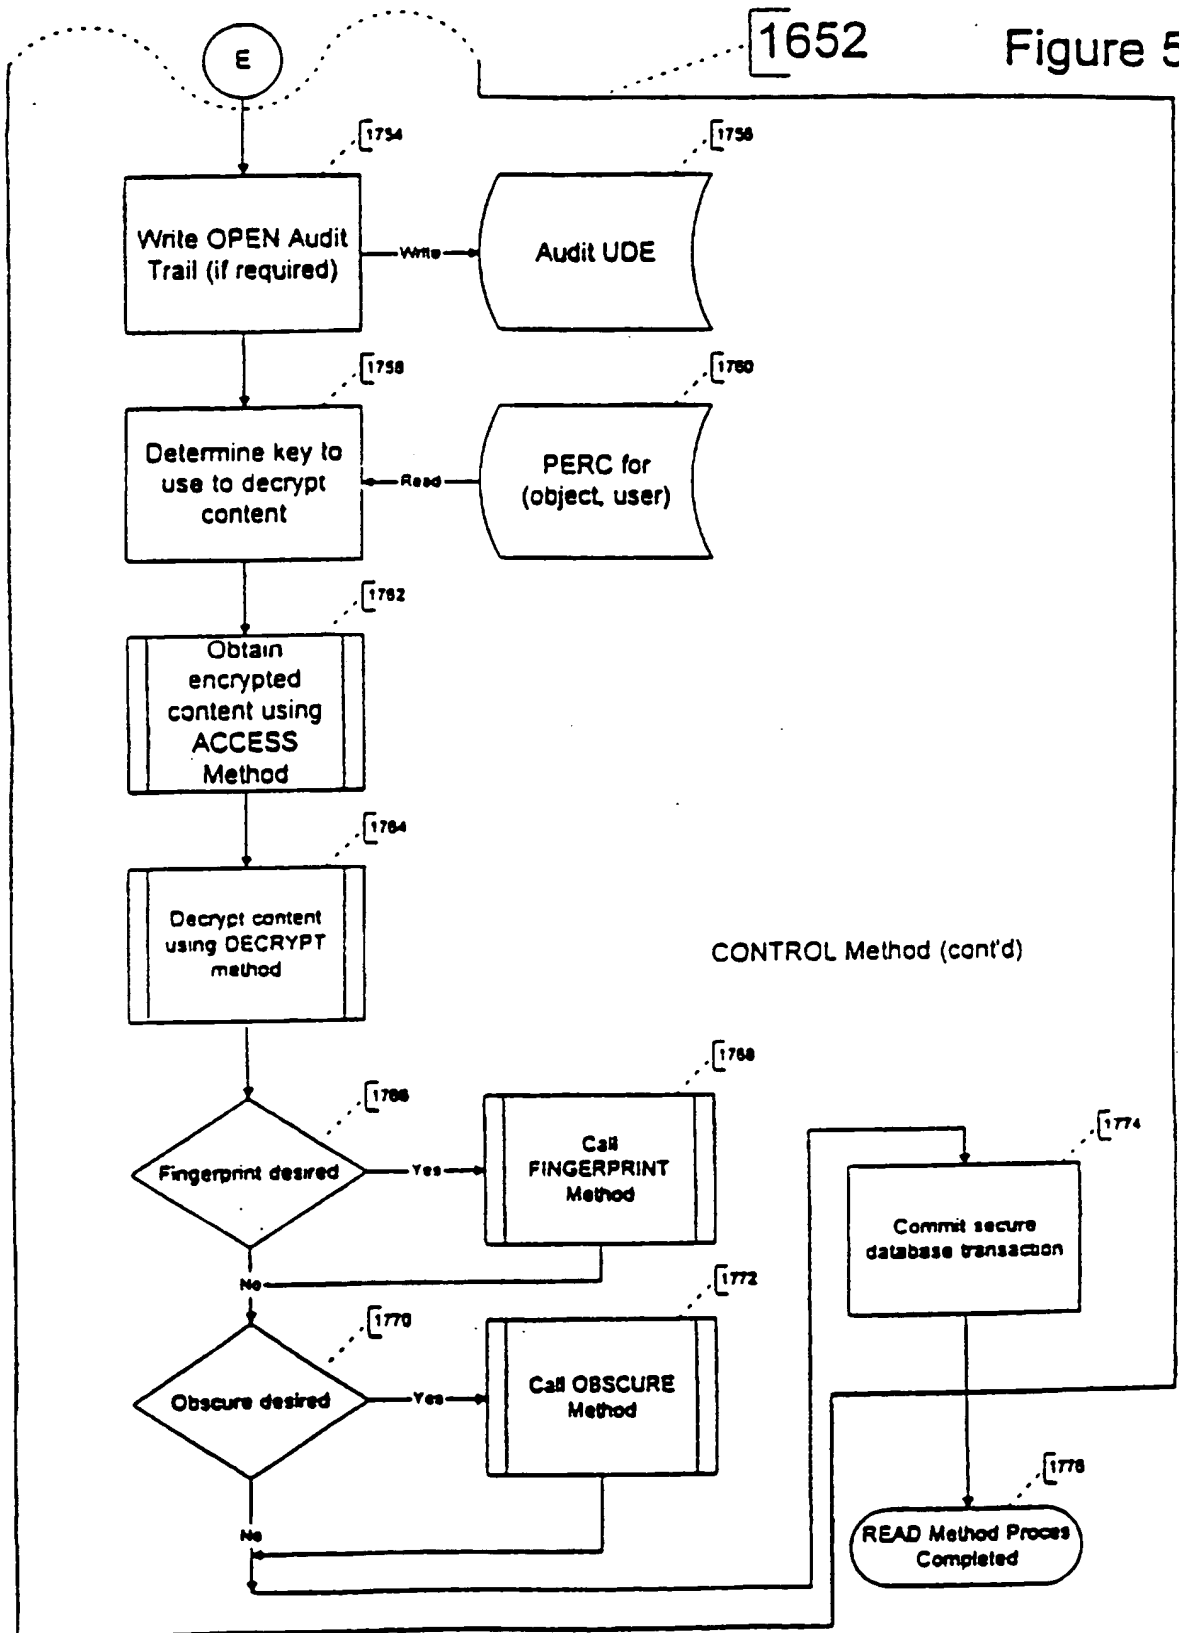 E
1652
Figure 5
1754
Write OPEN Audit
Trail (if required)
Write
1756
Audit UDE
1758
Determine key to
use to decrypt
content
Read
1760
PERC for
(object, user)
1762
Obtain
encrypted
content using
ACCESS
Method
1764
Decrypt content
using DECRYPT
method
CONTROL Method (cont'd)
1766
Fingerprint desired
Yes
1768
Call
FINGERPRINT
Method
No
1770
Obscure desired
Yes
1772
Call OBSCURE
Method
No
1774
Commit secure
database transaction
1776
READ Method Proces
Completed